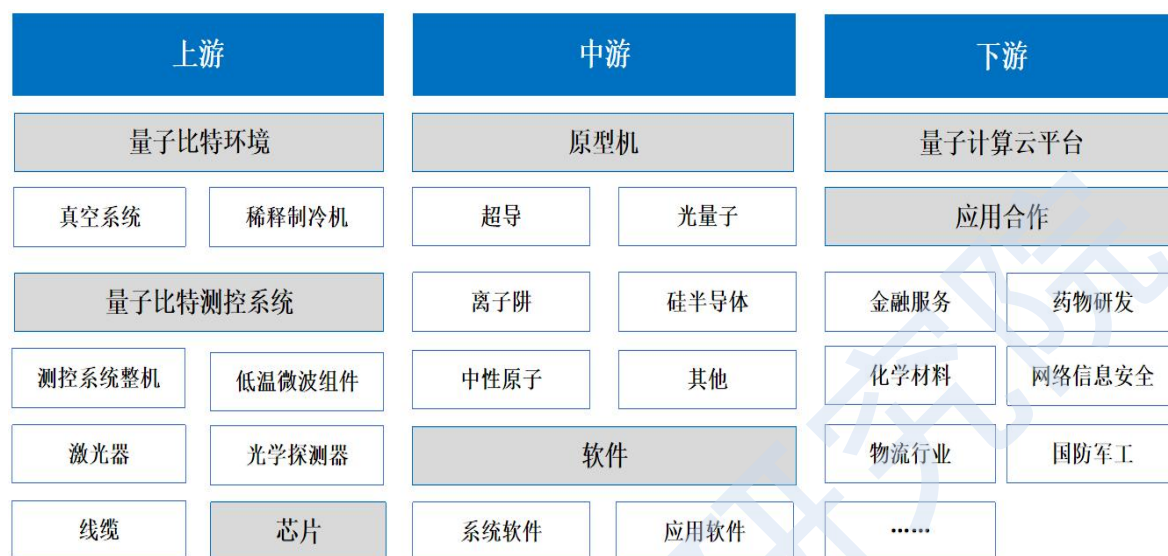 上游
中游
下游
量子比特环境
原型机
量子计算云平台
真空系统
稀释制冷机
超导
光量子
应用合作
量子比特测控系统
离子阱
硅半导体
金融服务
药物研发
测控系统整机
低温微波组件
中性原子
其他
化学材料
网络信息安全
激光器
光学探测器
软件
物流行业
国防军工
线缆
芯片
系统软件
应用软件
……
研究院